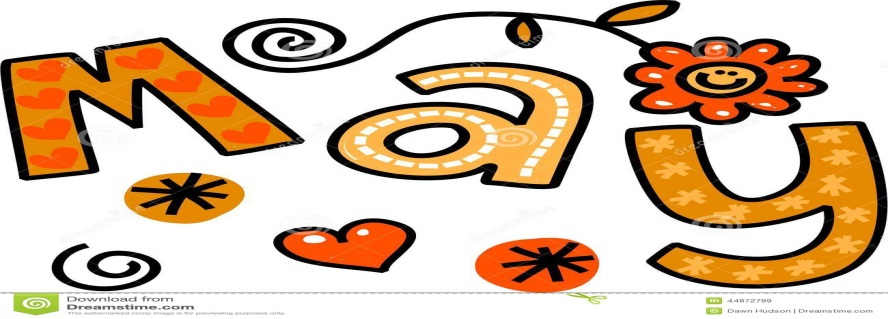 May
Download from
Dreamstime.com
This watermarked comp image is for previewing purposes only.
ID 44872799
© Dawn Hudson | Dreamstime.com